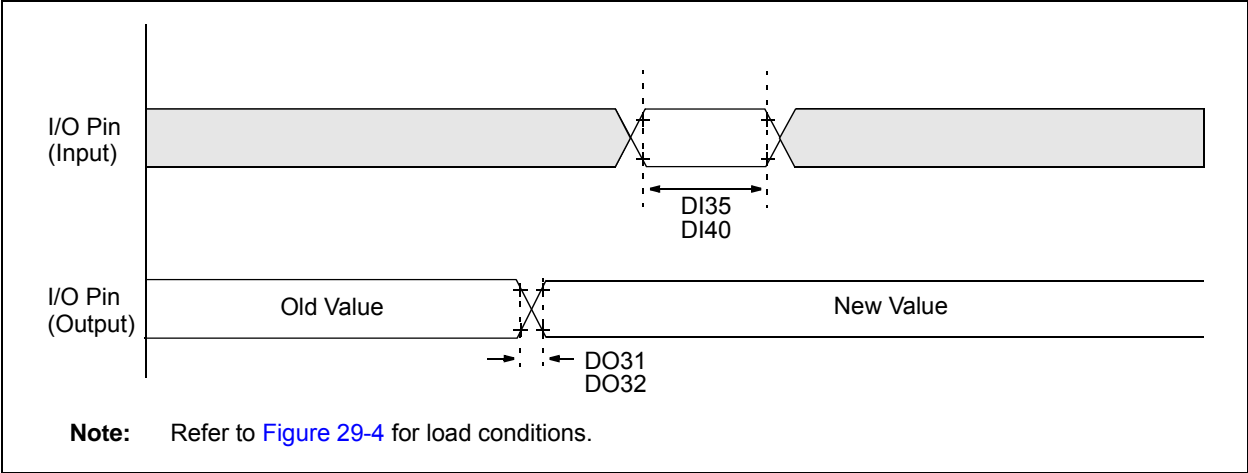 I/O Pin
(Input)
DI35
DI40
I/O Pin
(Output)
Old Value
New Value
DO31
DO32
Note: Refer to Figure 29-4 for load conditions.